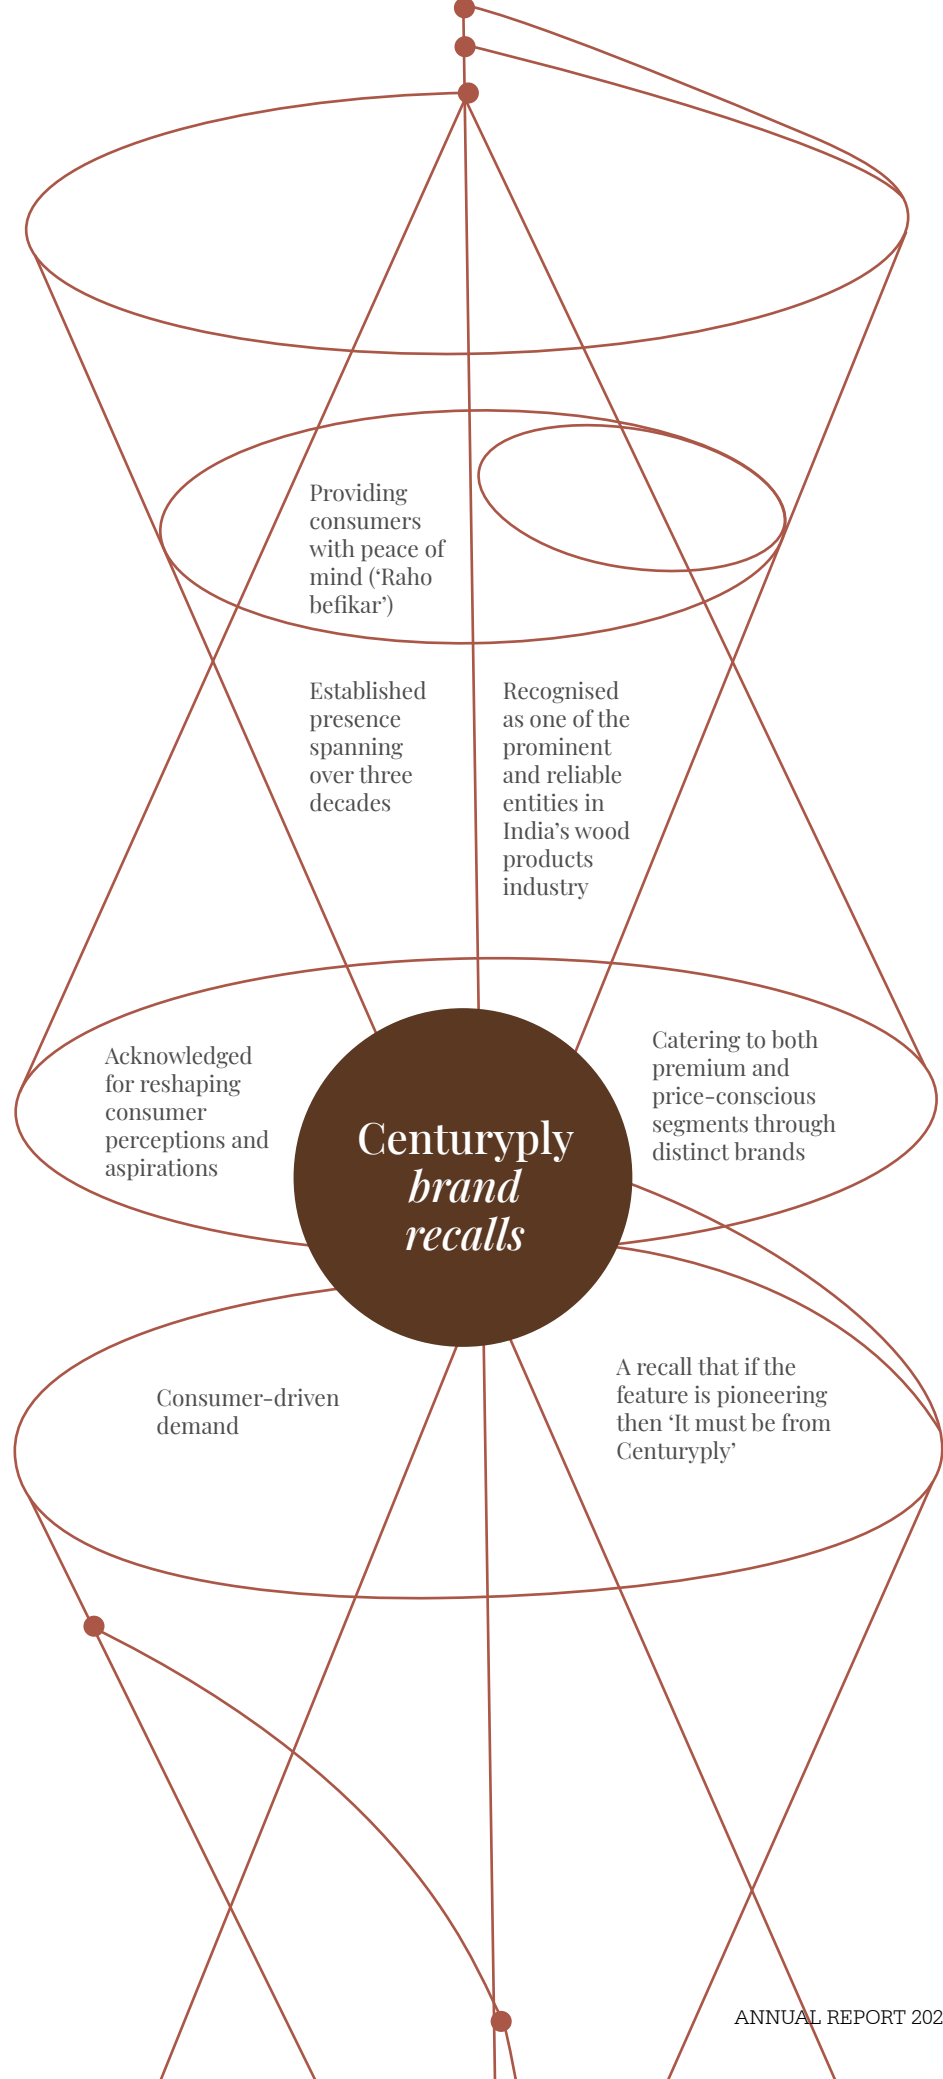 Providing
consumers
with peace of
mind (‘Raho
befikar’)
Established
presence
spanning
over three
decades
Recognised
as one of the
prominent
and reliable
entities in
India’s wood
products
industry
Acknowledged
for reshaping
consumer
perceptions and
aspirations
Centuryply
brand
recalls
Catering to both
premium and
price-conscious
segments through
distinct brands
Consumer-driven
demand
A recall that if the
feature is pioneering
then ‘It must be from
Centuryply’
ANNUAL REPORT 202